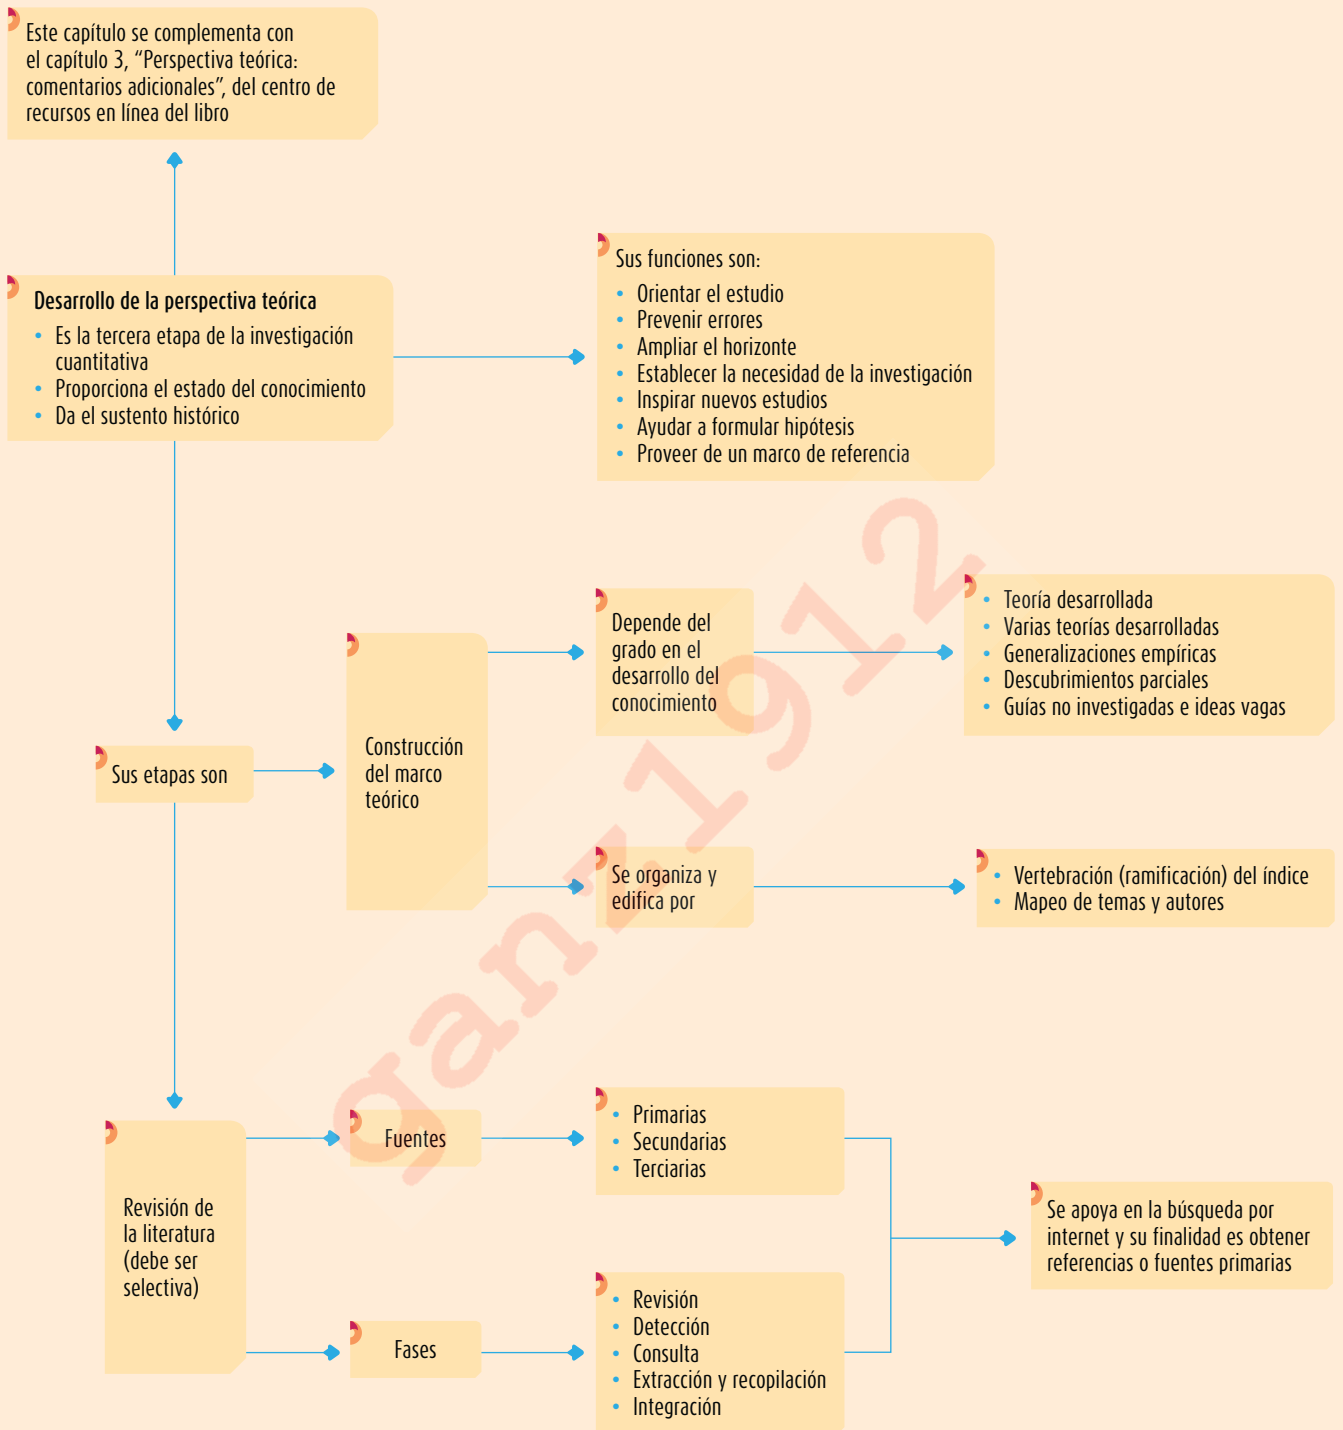 Este capítulo se complementa con
el capítulo 3, “Perspectiva teórica:
comentarios adicionales”, del centro de
recursos en línea del libro
Desarrollo de la perspectiva teórica
• Es la tercera etapa de la investigación
cuantitativa
• Proporciona el estado del conocimiento
• Da el sustento histórico
Sus funciones son:
• Orientar el estudio
• Prevenir errores
• Ampliar el horizonte
• Establecer la necesidad de la investigación
• Inspirar nuevos estudios
• Ayudar a formular hipótesis
• Proveer de un marco de referencia
Sus etapas son
Construcción
del marco
teórico
Depende del
grado en el
desarrollo del
conocimiento
• Teoría desarrollada
• Varias teorías desarrolladas
• Generalizaciones empíricas
• Descubrimientos parciales
• Guías no investigadas e ideas vagas
Se organiza y
edifica por
• Vertebración (ramificación) del índice
• Mapeo de temas y autores
Revisión de
la literatura
(debe ser
selectiva)
Fuentes
• Primarias
• Secundarias
• Terciarias
Fases
• Revisión
• Detección
• Consulta
• Extracción y recopilación
• Integración
Se apoya en la búsqueda por
internet y su finalidad es obtener
referencias o fuentes primarias
ganz1912